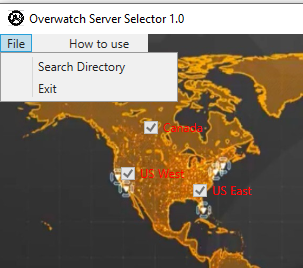 Overwatch Server Selector 1.0
File How to use
Search Directory
Exit
Canada
US West
US East